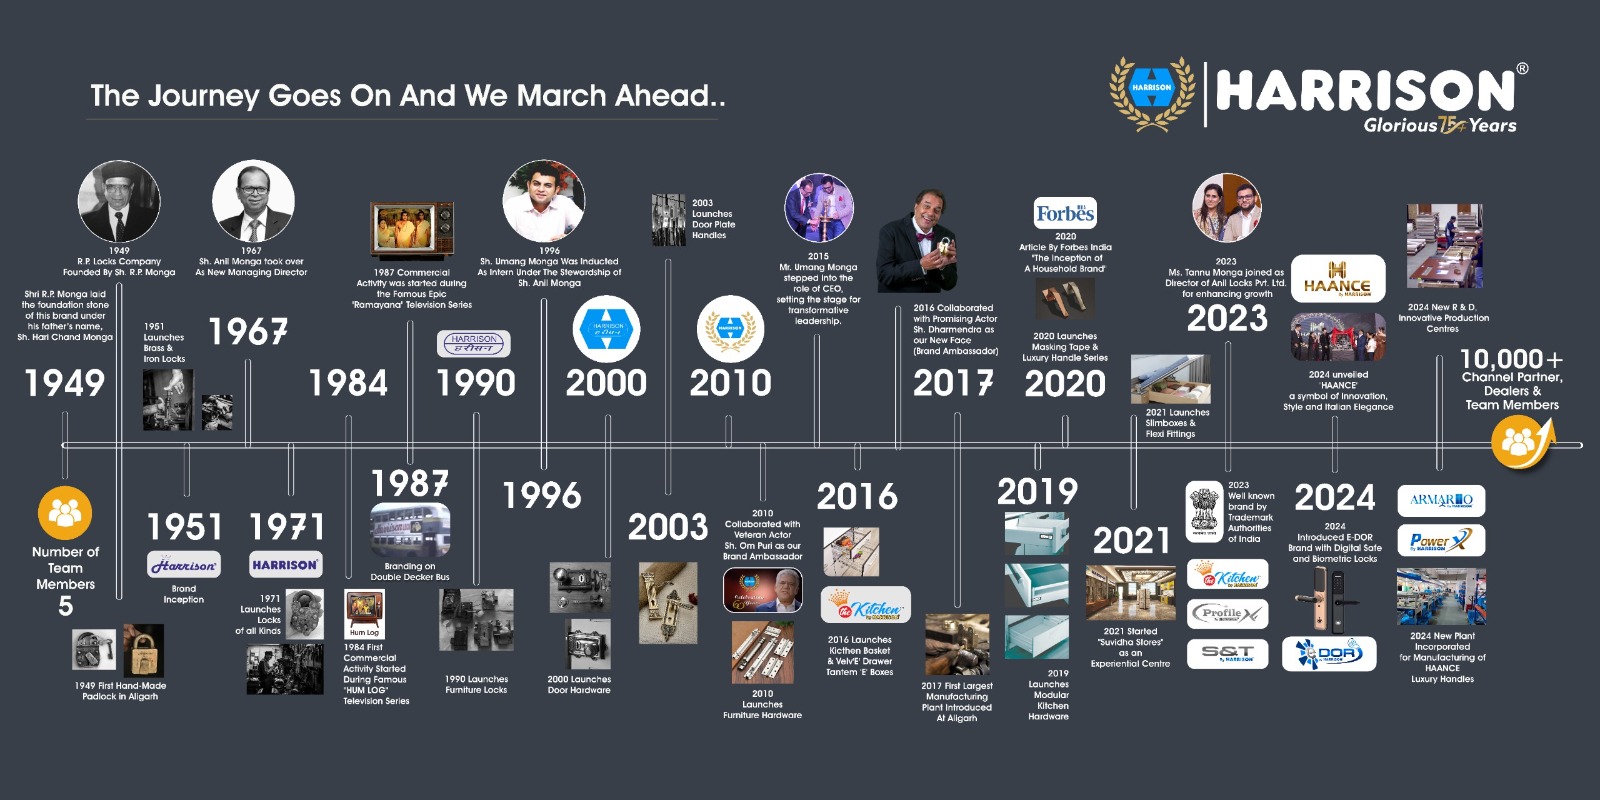 The Journey Goes On And We March Ahead..
HARRISON
HARRISON®
Glorious 75+ Years
1949
R.P. Locks Company
Founded By Sh. R.P. Monga
Shri R.P. Monga laid
the foundation stone
of this brand under
his father's name,
Sh. Hari Chand Monga
1949
Number of
Team
Members
5
1949 First Hand-Made
Padlock in Aligarh
1951
Launches
Brass &
Iron Locks
1951
Harrison
Brand
Inception
1967
Sh. Anil Monga took over
As New Managing Director
1967
1971
HARRISON
1971
Launches
Locks
of all Kinds
1984
Hum Log
1984 First
Commercial
Activity Started
During Famous
"HUM LOG"
Television Series
1987 Commercial
Activity was started during
the Famous Epic
"Ramayana" Television Series
1987
Branding on
Double Decker Bus
HARRISON
हरीसन
1990
1990 Launches
Furniture Locks
1996
Sh. Umang Monga Was Inducted
As Intern Under The Stewardship of
Sh. Anil Monga
1996
HARRISON
हरीसन
2000
2000 Launches
Door Hardware
2003
Launches
Door Plate
Handles
2003
HARRISON
2010
2010
Collaborated with
Veteran Actor
Sh. Om Puri as our
Brand Ambassador
2010
Launches
Furniture Hardware
2015
Mr. Umang Monga
stepped into the
role of CEO,
setting the stage for
transformative
leadership.
2016
the Kitchen
By HARRISON
2016 Launches
Kicthen Basket
& Velv'E' Drawer
Tantem 'E' Boxes
2016 Collaborated
with Promising Actor
Sh. Dharmendra as
our New Face
(Brand Ambassador)
2017
2017 First Largest
Manufacturing
Plant Introduced
At Aligarh
2019
2019
Launches
Modular
Kitchen
Hardware
Forbes
2020
Article By Forbes India
"The Inception of
A Household Brand"
2020 Launches
Masking Tape &
Luxury Handle Series
2020
2021 Launches
Slimboxes &
Flexi Fittings
2021
2021 Started
"Suvidha Stores"
as an
Experiential Centre
2023
Ms. Tannu Monga joined as
Director of Anil Locks Pvt. Ltd.
for enhancing growth
2023
2023
Well known
brand by
Trademark
Authorities
of India
the Kitchen
By HARRISON
Profile X
S&T
By HARRISON
HAANCE
By HARRISON
2024 unveiled
'HAANCE'
a symbol of Innovation,
Style and Italian Elegance
2024
2024
Introduced E-DOR
Brand with Digital Safe
and Biometric Locks
eDOR
By HARRISON
2024 New R & D,
Innovative Production
Centres
ARMARIO
By HARRISON
Power X
By HARRISON
2024 New Plant
Incorporated
for Manufacturing of
HAANCE
Luxury Handles
10,000+
Channel Partner,
Dealers &
Team Members